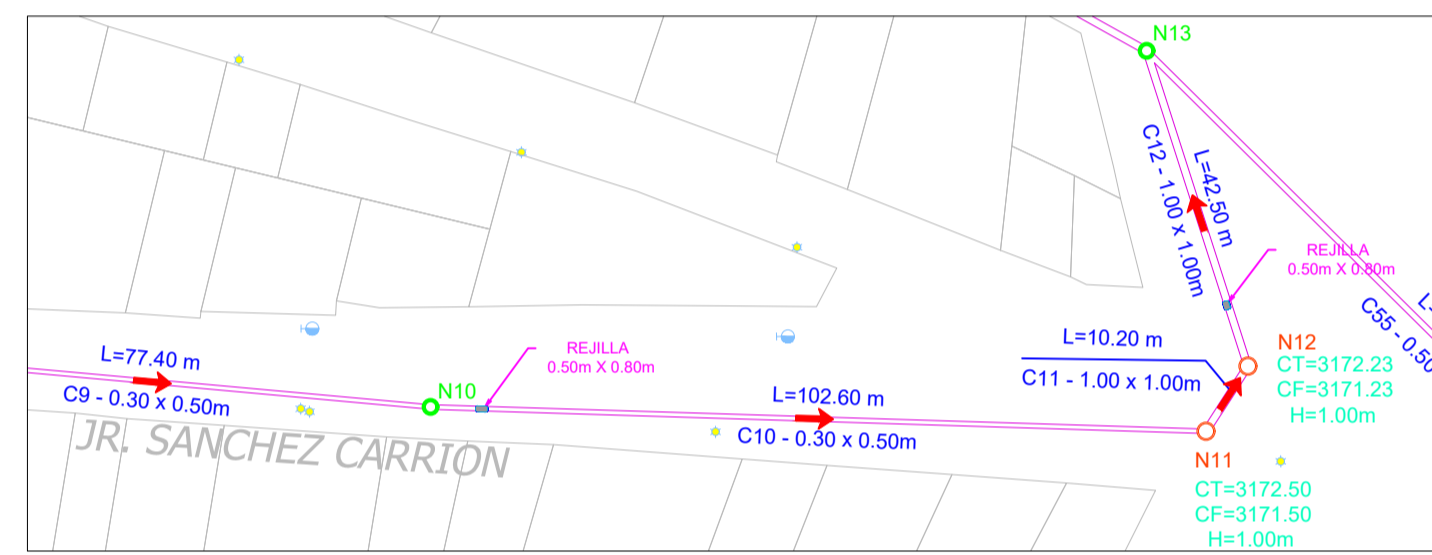 N13
C12 - 1.00 x 1.00m
L=42.50 m
REJILLA
0.50m X 0.80m
L=77.40 m
C9 - 0.30 x 0.50m
N10
REJILLA
0.50m X 0.80m
L=102.60 m
C10 - 0.30 x 0.50m
L=10.20 m
C11 - 1.00 x 1.00m
N12
CT=3172.23
CF=3171.23
H=1.00m
C55 - 0.50
JR. SANCHEZ CARRION
N11
CT=3172.50
CF=3171.50
H=1.00m